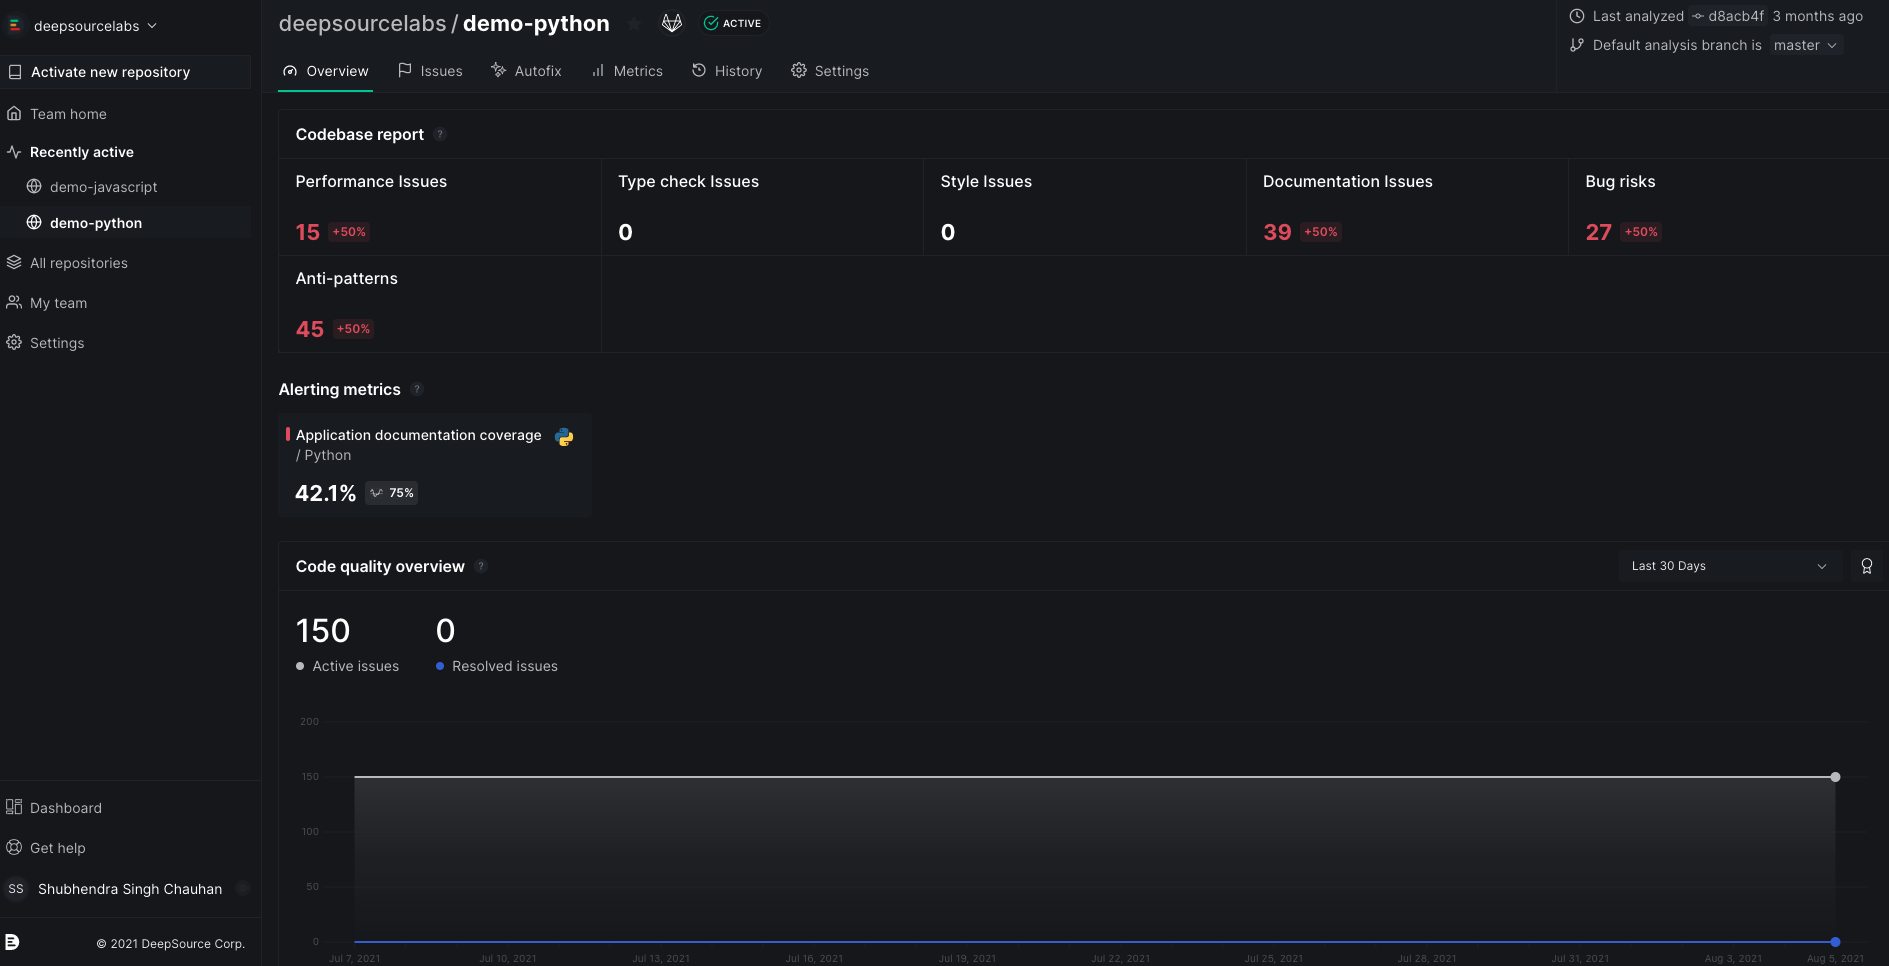 deepsourcelabs
Activate new repository
Team home
Recently active
demo-javascript
demo-python
All repositories
My team
Settings
Dashboard
Get help
SS Shubhendra Singh Chauhan
© 2021 DeepSource Corp.
deepsourcelabs / demo-python ACTIVE
Last analyzed d8acb4f 3 months ago
Default analysis branch is master
Overview Issues Autofix Metrics History Settings
Codebase report ?
Performance Issues
15 +50%
Type check Issues
0
Style Issues
0
Documentation Issues
39 +50%
Bug risks
27 +50%
Anti-patterns
45 +50%
Alerting metrics ?
Application documentation coverage
/ Python
42.1% 75%
Code quality overview ?
Last 30 Days
150 0
Active issues Resolved issues
200
150
100
50
0
Jul 7, 2021 Jul 10, 2021 Jul 13, 2021 Jul 16, 2021 Jul 19, 2021 Jul 22, 2021 Jul 25, 2021 Jul 28, 2021 Jul 31, 2021 Aug 3, 2021 Aug 5, 2021